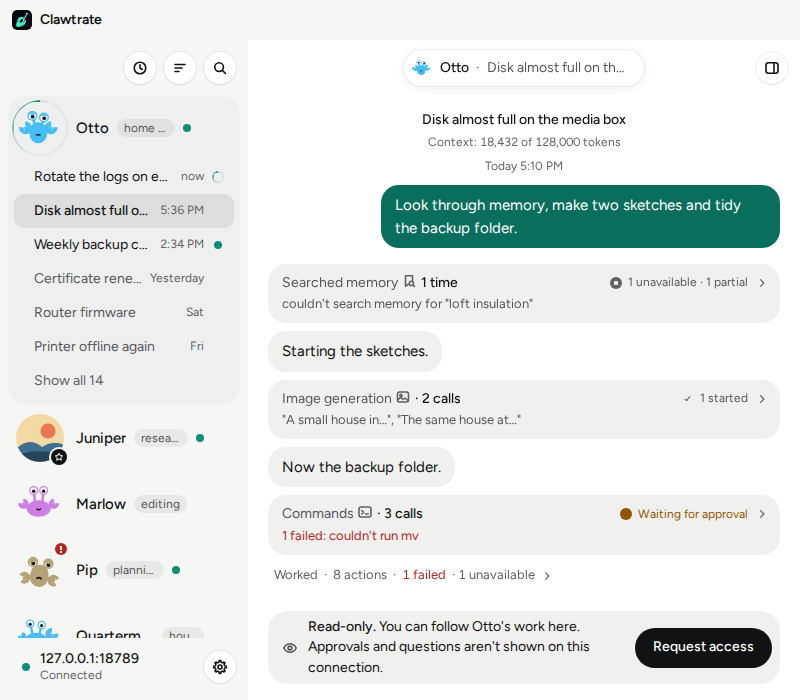 Clawtrate
Otto home ...
Rotate the logs on e... now
Disk almost full o... 5:36 PM
Weekly backup c... 2:34 PM
Certificate rene... Yesterday
Router firmware Sat
Printer offline again Fri
Show all 14
Juniper resea...
Marlow editing
Pip planni...
Quarterm hou...
127.0.0.1:18789
Connected
Otto · Disk almost full on th...
Disk almost full on the media box
Context: 18,432 of 128,000 tokens
Today 5:10 PM
Look through memory, make two sketches and tidy
the backup folder.
Searched memory 1 time 1 unavailable · 1 partial
couldn't search memory for "loft insulation"
Starting the sketches.
Image generation · 2 calls 1 started
"A small house in...", "The same house at..."
Now the backup folder.
Commands · 3 calls Waiting for approval
1 failed: couldn't run mv
Worked · 8 actions · 1 failed · 1 unavailable
Read-only. You can follow Otto's work here.
Approvals and questions aren't shown on this
connection.
Request access